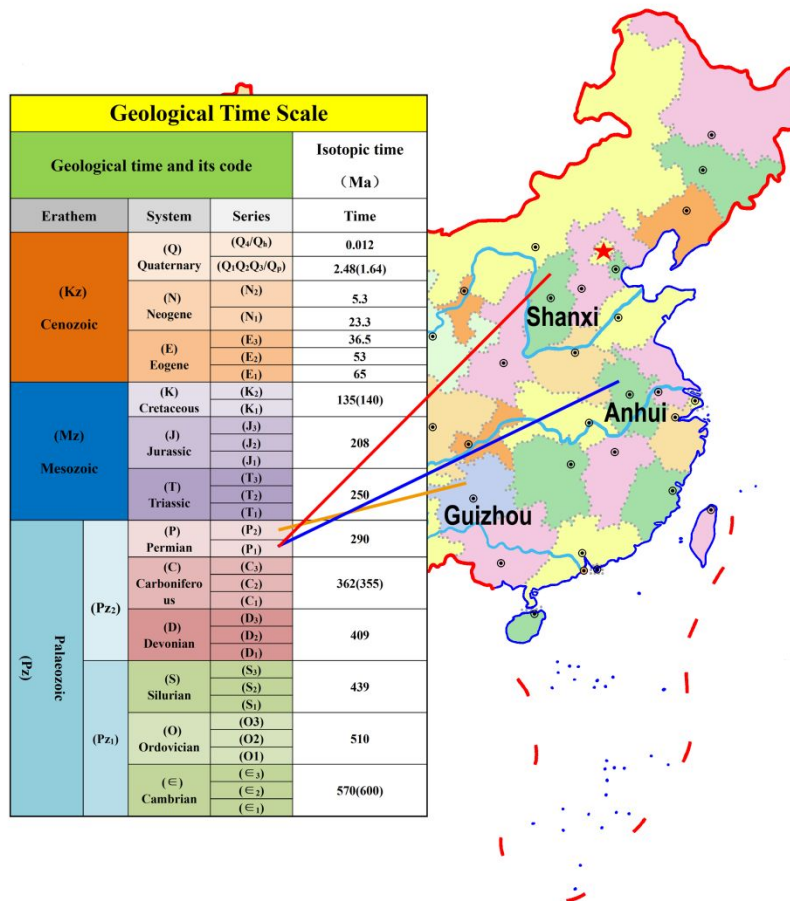 Geological Time Scale
Geological time and its code
Isotopic time
（Ma）
Erathem
System
Series
Time
(Kz)
Cenozoic
(Q)
Quaternary
(Q₄/Qₕ)
0.012
(Q₁Q₂Q₃/Qₚ)
2.48(1.64)
(N)
Neogene
(N₂)
5.3
(N₁)
23.3
(E)
Eogene
(E₃)
36.5
(E₂)
53
(E₁)
65
(Mz)
Mesozoic
(K)
Cretaceous
(K₂)
(K₁)
135(140)
(J)
Jurassic
(J₃)
(J₂)
(J₁)
208
(T)
Triassic
(T₃)
(T₂)
(T₁)
250
Palaeozoic
(Pz)
(Pz₂)
(P)
Permian
(P₂)
(P₁)
290
(C)
Carbonifero
us
(C₃)
(C₂)
(C₁)
362(355)
(D)
Devonian
(D₃)
(D₂)
(D₁)
409
(Pz₁)
(S)
Silurian
(S₃)
(S₂)
(S₁)
439
(O)
Ordovician
(O3)
(O2)
(O1)
510
(∈)
Cambrian
(∈₃)
(∈₂)
(∈₁)
570(600)
Shanxi
Anhui
Guizhou